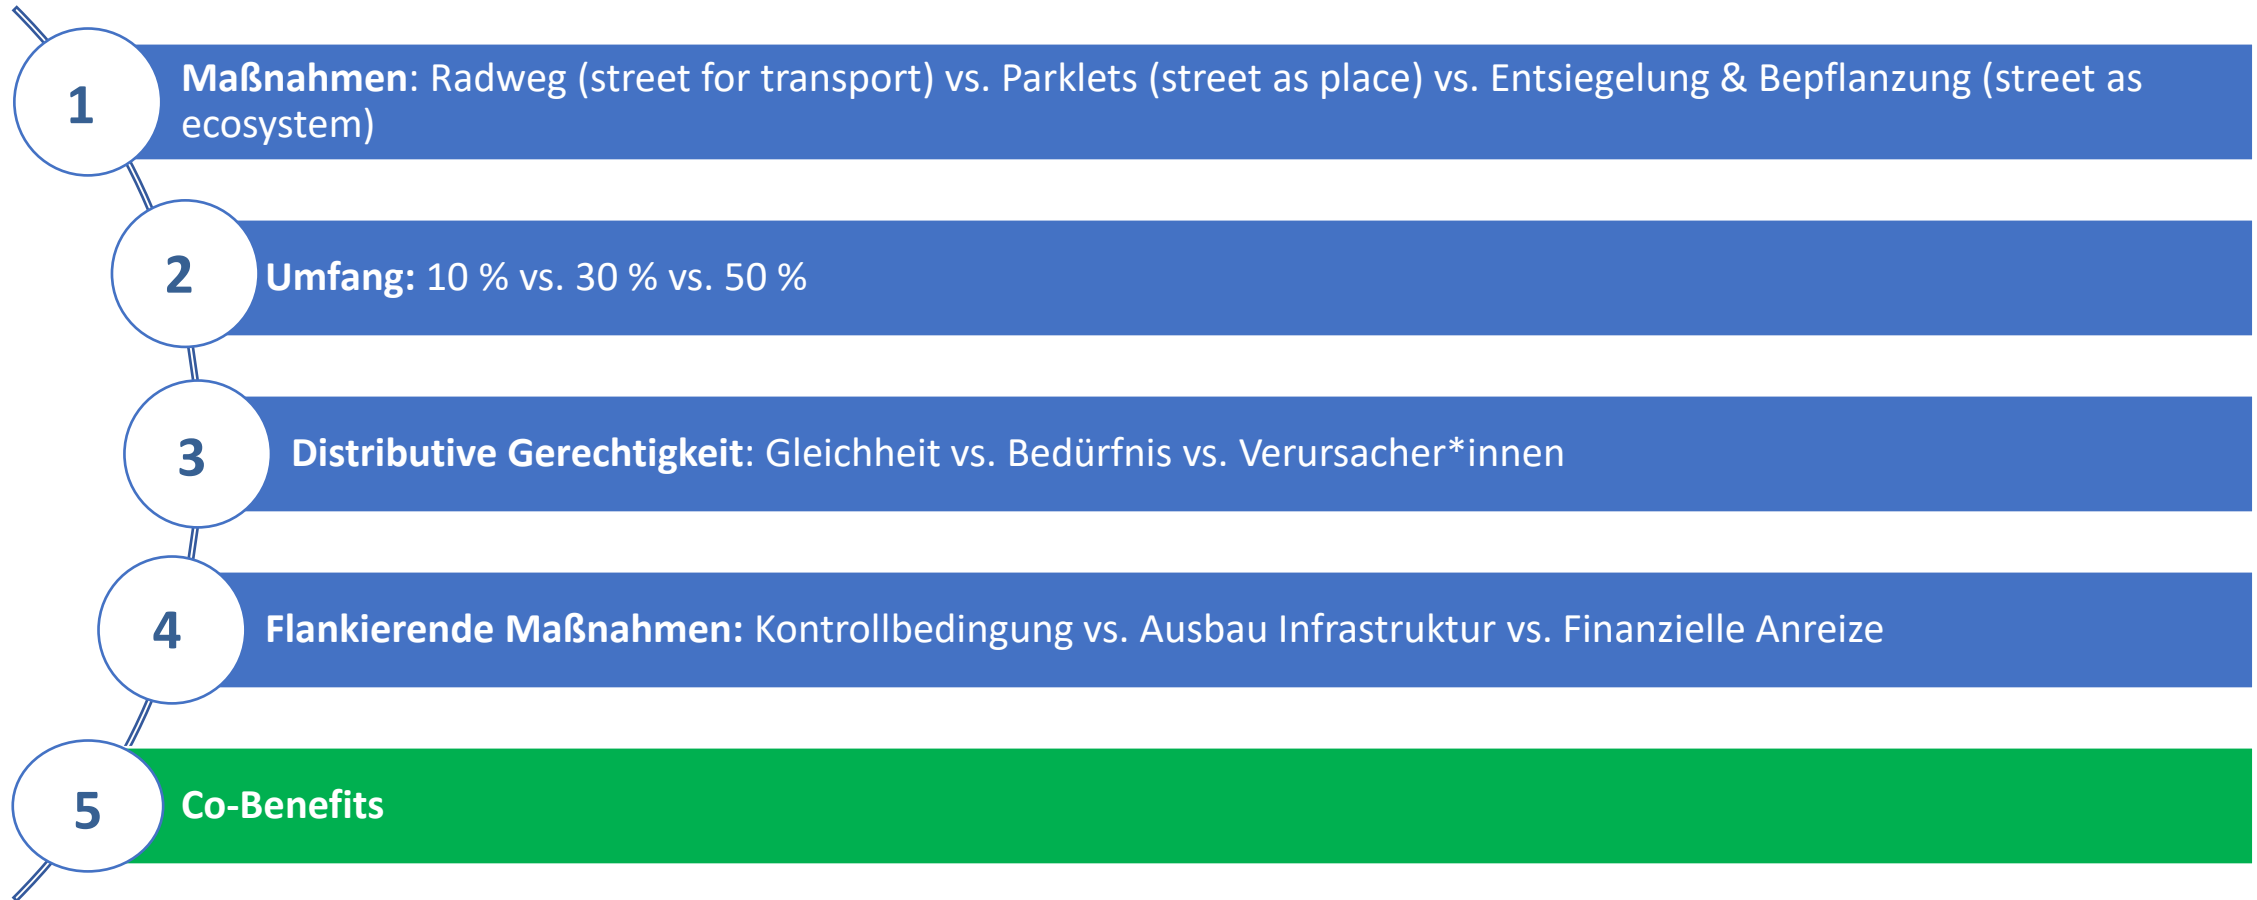 1
Maßnahmen: Radweg (street for transport) vs. Parklets (street as place) vs. Entsiegelung & Bepflanzung (street as
ecosystem)
2
Umfang: 10 % vs. 30 % vs. 50 %
3
Distributive Gerechtigkeit: Gleichheit vs. Bedürfnis vs. Verursacher*innen
4
Flankierende Maßnahmen: Kontrollbedingung vs. Ausbau Infrastruktur vs. Finanzielle Anreize
5
Co-Benefits